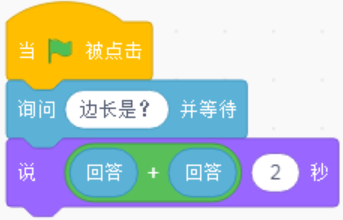 当 被点击
询问 边长是？ 并等待
说 回答 + 回答 2 秒